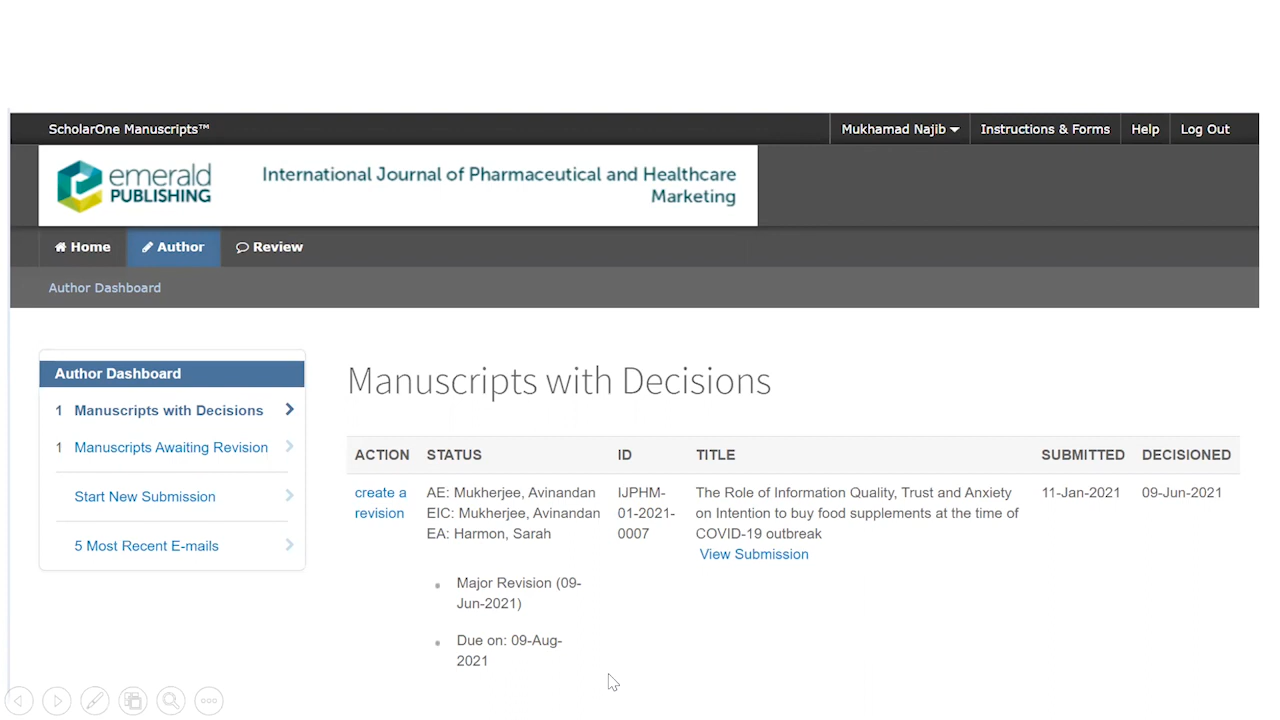 ScholarOne Manuscripts™
Mukhamad Najib
Instructions & Forms
Help
Log Out
emerald
PUBLISHING
International Journal of Pharmaceutical and Healthcare
Marketing
Home
Author
Review
Author Dashboard
Author Dashboard
1 Manuscripts with Decisions
1 Manuscripts Awaiting Revision
Start New Submission
5 Most Recent E-mails
Manuscripts with Decisions
ACTION STATUS ID TITLE SUBMITTED DECISIONED
create a
revision
AE: Mukherjee, Avinandan
EIC: Mukherjee, Avinandan
EA: Harmon, Sarah
Major Revision (09-
Jun-2021)
Due on: 09-Aug-
2021
IJPHM-
01-2021-
0007
The Role of Information Quality, Trust and Anxiety
on Intention to buy food supplements at the time of
COVID-19 outbreak
View Submission
11-Jan-2021
09-Jun-2021